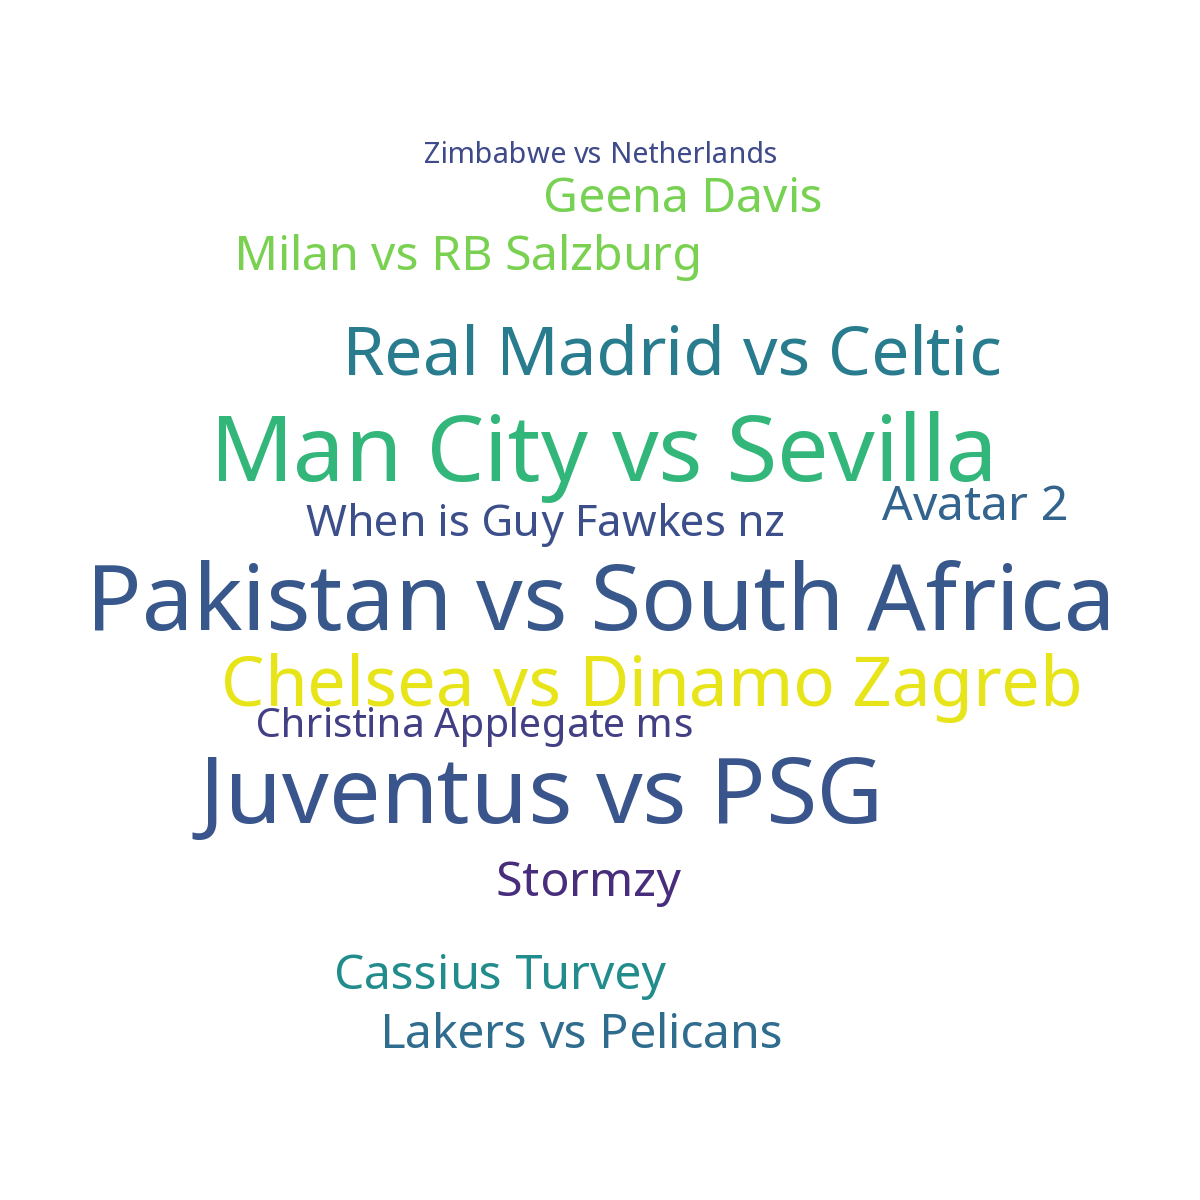 Zimbabwe vs Netherlands
Geena Davis
Milan vs RB Salzburg
Real Madrid vs Celtic
Man City vs Sevilla
Avatar 2
When is Guy Fawkes nz
Pakistan vs South Africa
Chelsea vs Dinamo Zagreb
Christina Applegate ms
Juventus vs PSG
Stormzy
Cassius Turvey
Lakers vs Pelicans